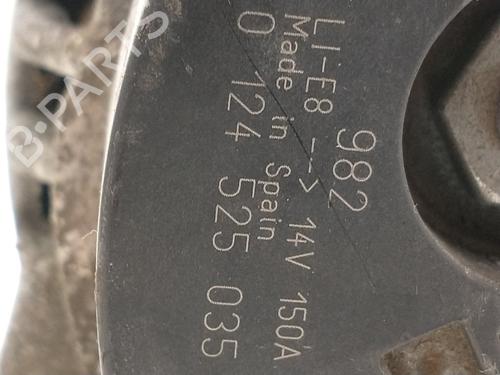 982
LI-E8 --> 14V 150A
Made in Spain
0 124 525 035
B-PARTS